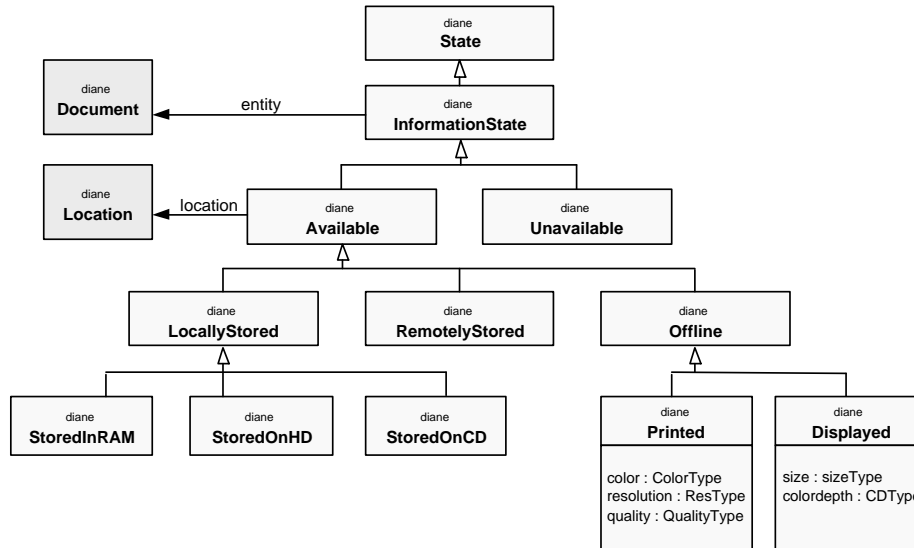 diane
State
diane
Document
entity
diane
InformationState
diane
Location
location
diane
Available
diane
Unavailable
diane
LocallyStored
diane
RemotelyStored
diane
Offline
diane
StoredInRAM
diane
StoredOnHD
diane
StoredOnCD
diane
Printed
color : ColorType
resolution : ResType
quality : QualityType
diane
Displayed
size : sizeType
colordepth : CDType